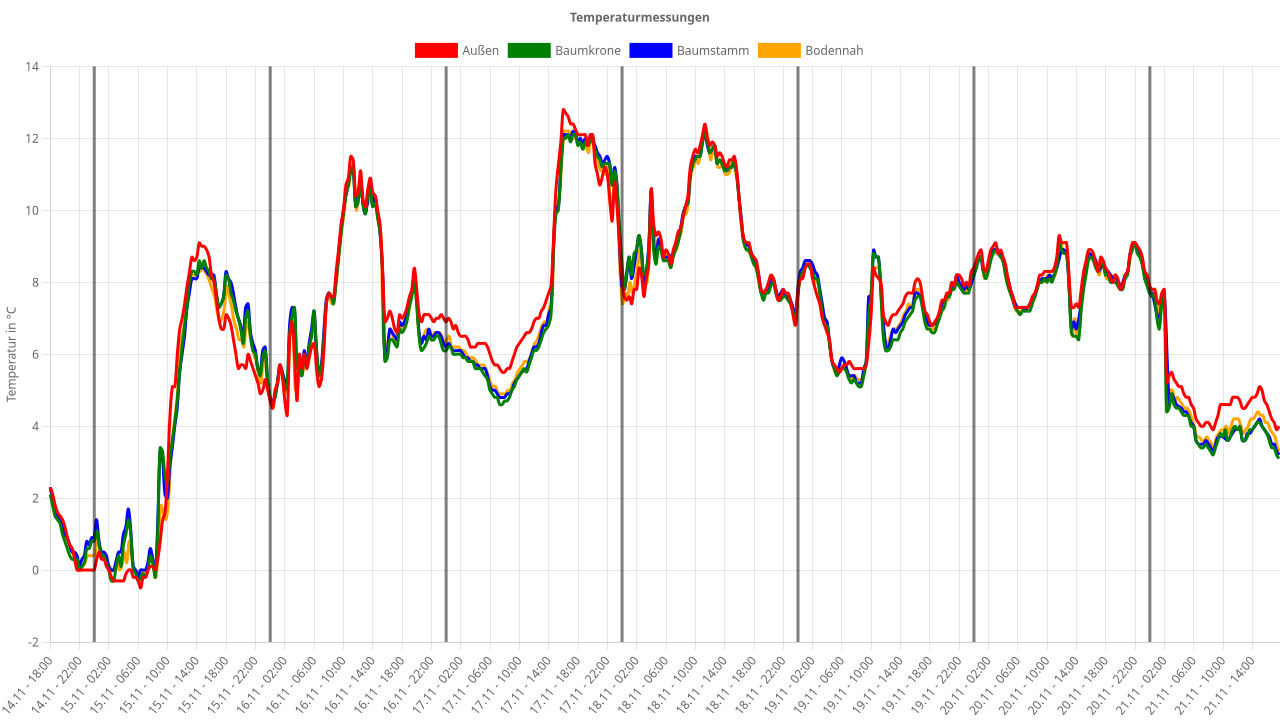 Temperaturmessungen
Außen Baumkrone Baumstamm Bodennah
Temperatur in °C
14
12
10
8
6
4
2
0
-2
14.11 - 18:00
14.11 - 22:00
15.11 - 02:00
15.11 - 06:00
15.11 - 10:00
15.11 - 14:00
15.11 - 18:00
15.11 - 22:00
16.11 - 02:00
16.11 - 06:00
16.11 - 10:00
16.11 - 14:00
16.11 - 18:00
16.11 - 22:00
17.11 - 02:00
17.11 - 06:00
17.11 - 10:00
17.11 - 14:00
17.11 - 18:00
17.11 - 22:00
18.11 - 02:00
18.11 - 06:00
18.11 - 10:00
18.11 - 14:00
18.11 - 18:00
18.11 - 22:00
19.11 - 02:00
19.11 - 06:00
19.11 - 10:00
19.11 - 14:00
19.11 - 18:00
19.11 - 22:00
20.11 - 02:00
20.11 - 06:00
20.11 - 10:00
20.11 - 14:00
20.11 - 18:00
20.11 - 22:00
21.11 - 02:00
21.11 - 06:00
21.11 - 10:00
21.11 - 14:00